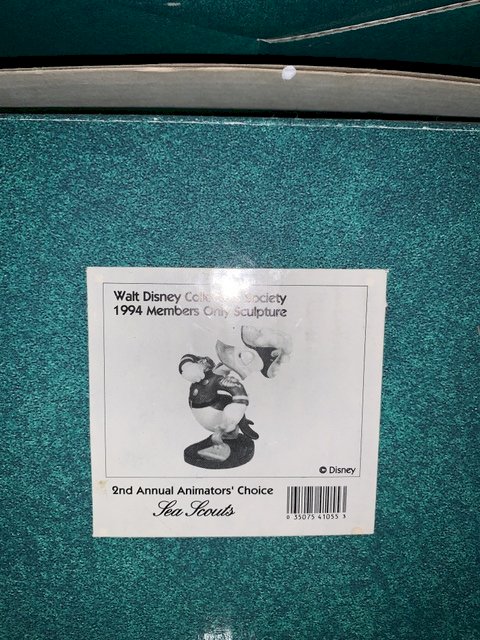 Walt Disney Collectors Society
1994 Members Only Sculpture
© Disney
2nd Annual Animators' Choice
Sea Scouts
0 35075 41055 3